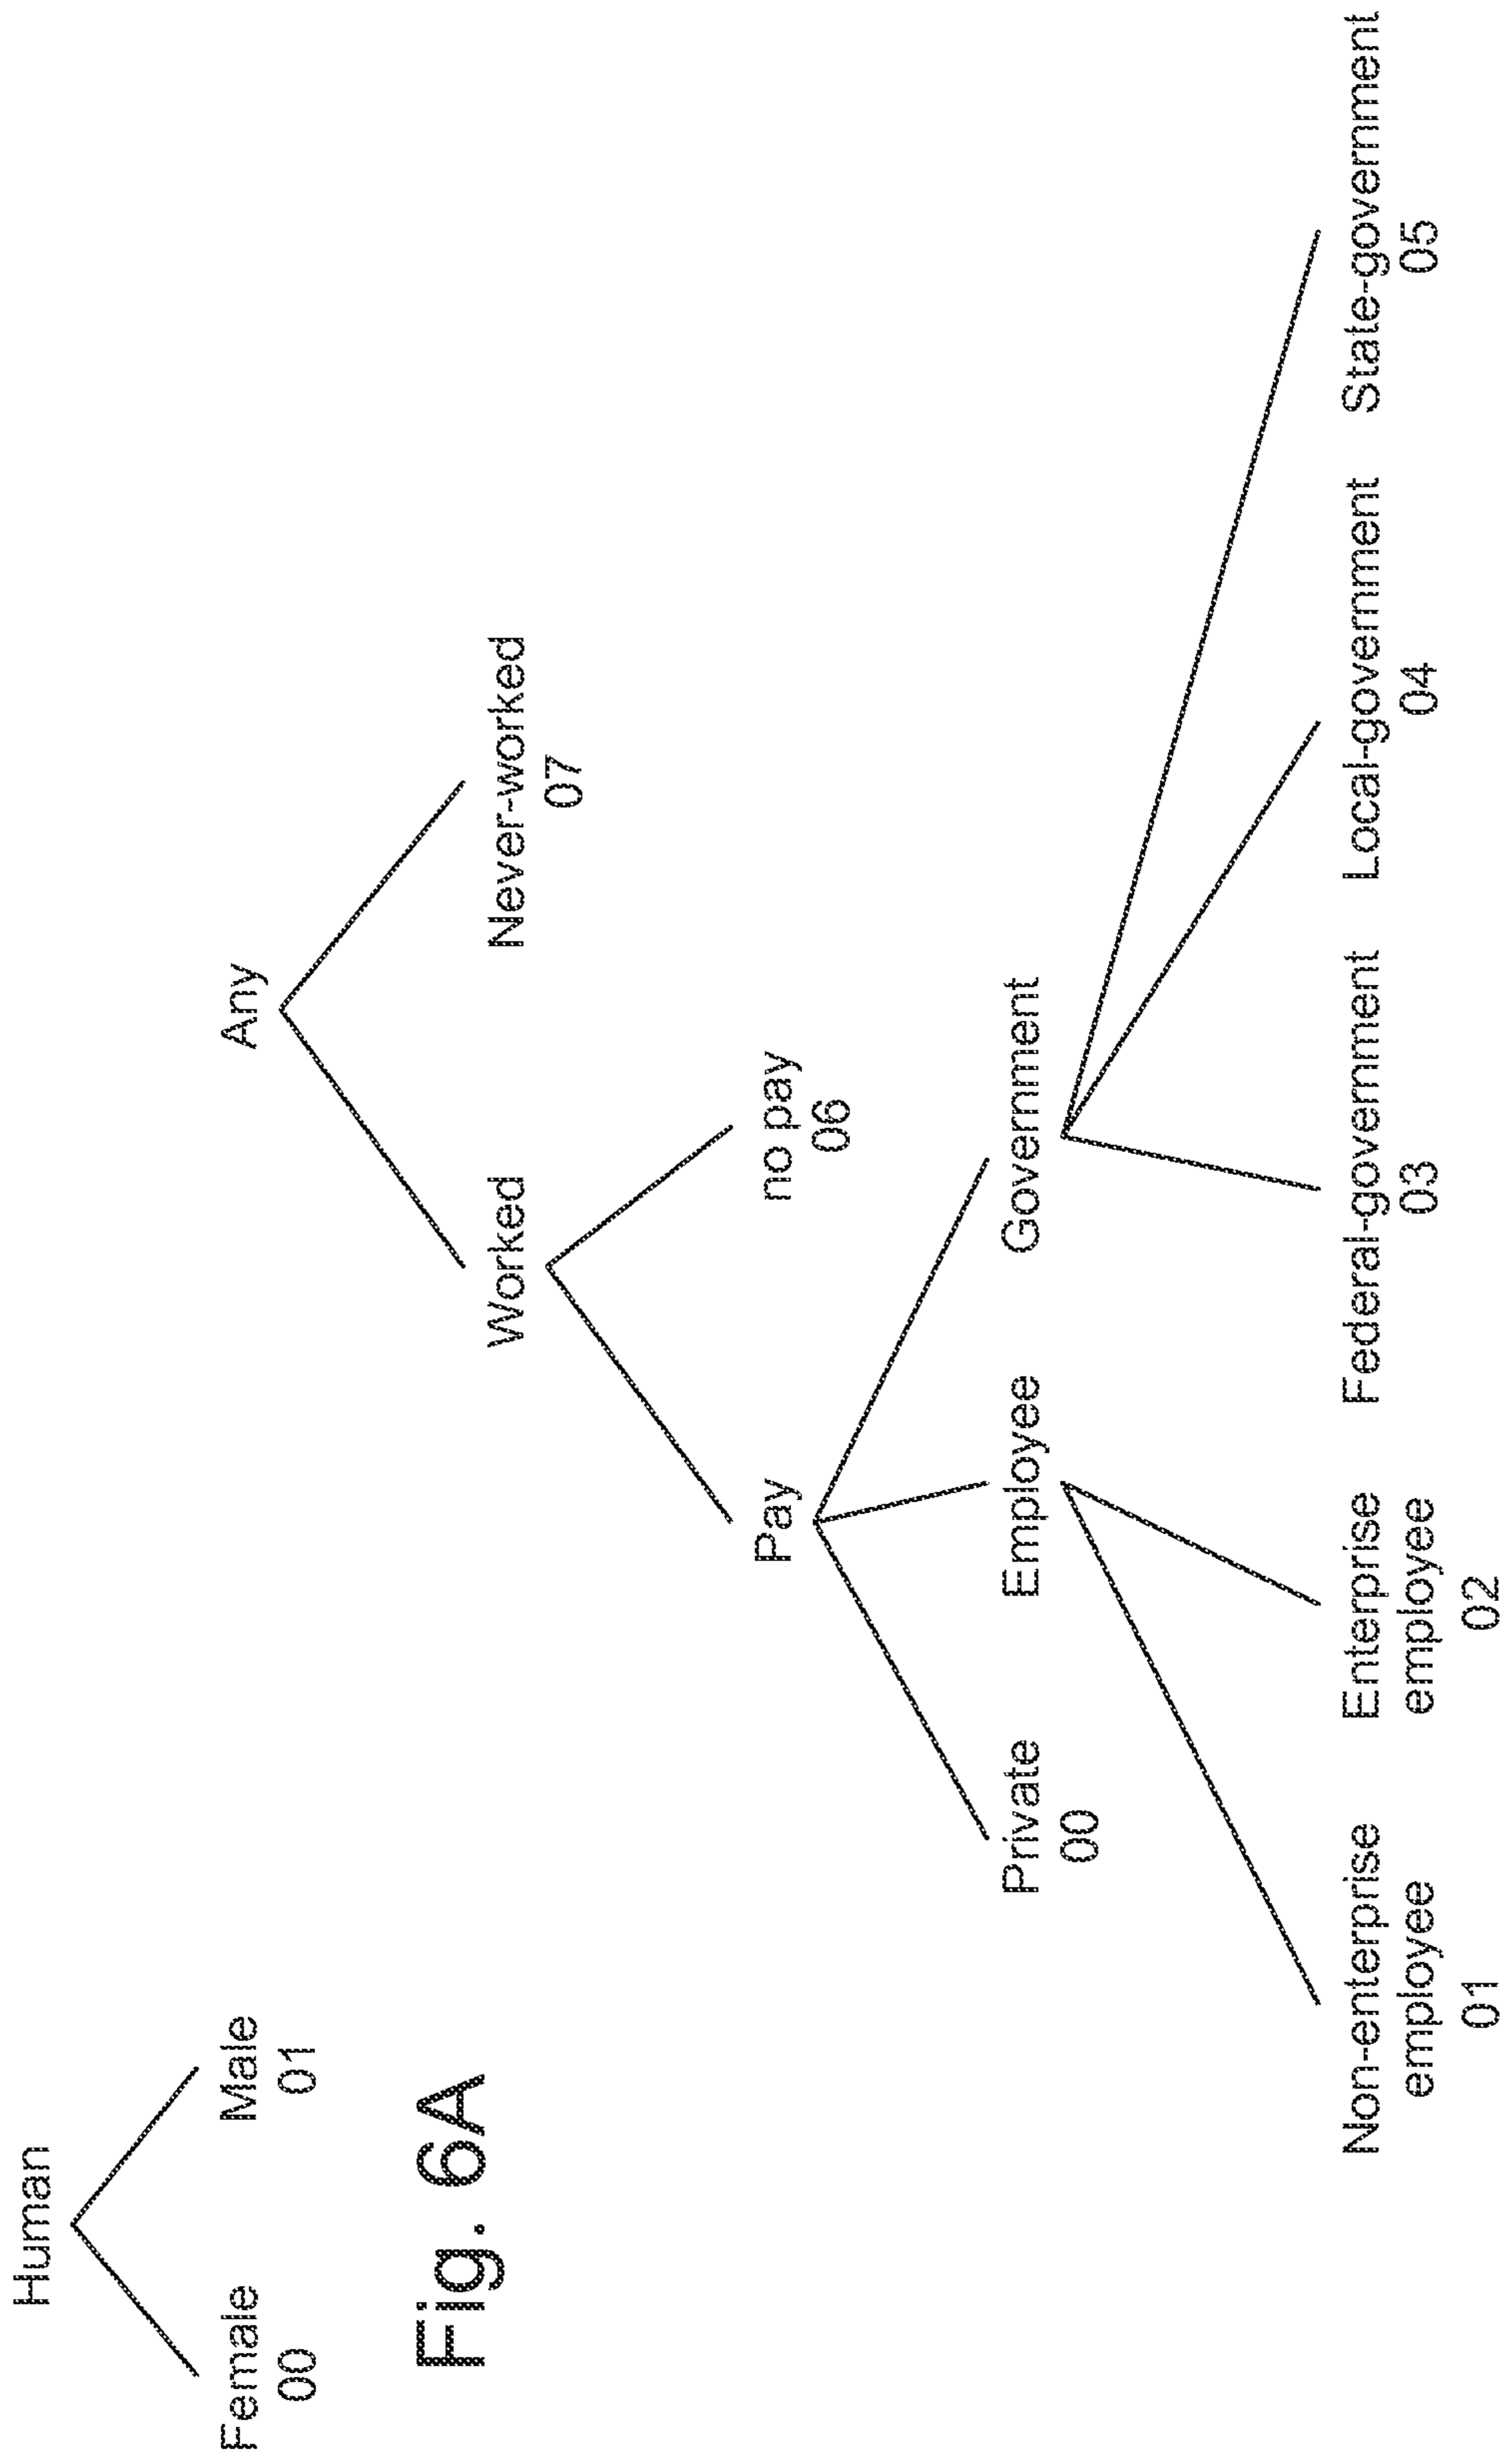 Human
Female
00
Male
01
Fig. 6A
Any
Worked
Never-worked
07
Pay
no pay
06
Private
00
Employee
Government
Non-enterprise
employee
01
Enterprise
employee
02
Federal-government
03
Local-government
04
State-government
05